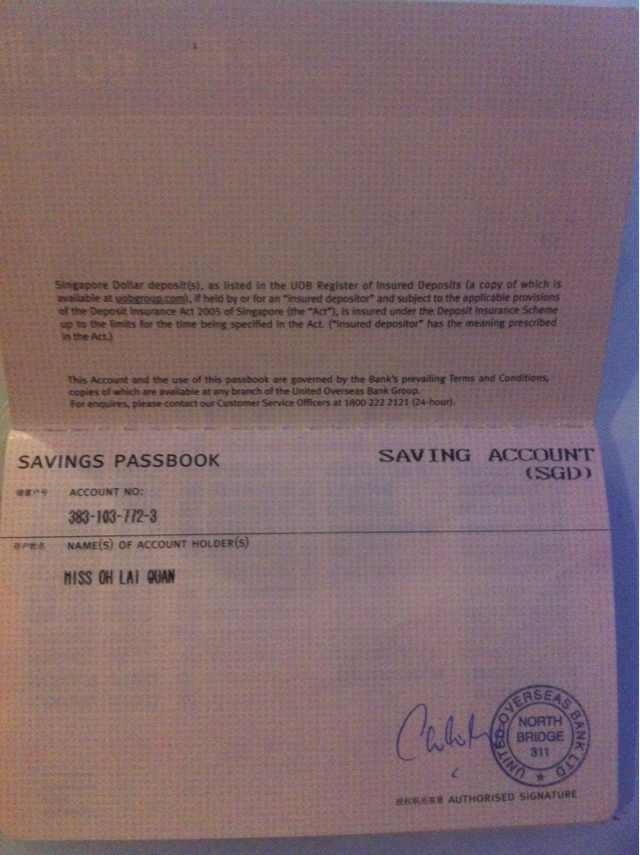 Singapore Dollar deposit(s), as listed in the UOB Register of Insured Deposits (a copy of which is
available at uobgroup.com), if held by or for an "insured depositor" and subject to the applicable provisions
of the Deposit Insurance Act 2005 of Singapore (the "Act"), is insured under the Deposit Insurance Scheme
up to the limits for the time being specified in the Act. ("insured depositor" has the meaning prescribed
in the Act.)
This Account and the use of this passbook are governed by the Bank's prevailing Terms and Conditions,
copies of which are available at any branch of the United Overseas Bank Group.
For enquires, please contact our Customer Service Officers at 1800 222 2121 (24-hour).
SAVINGS PASSBOOK
SAVING ACCOUNT
(SGD)
ACCOUNT NO:
383-103-772-3
NAME(S) OF ACCOUNT HOLDER(S)
MISS OH LAI QUAN
UNITED OVERSEAS BANK LTD
NORTH
BRIDGE
311
AUTHORISED SIGNATURE